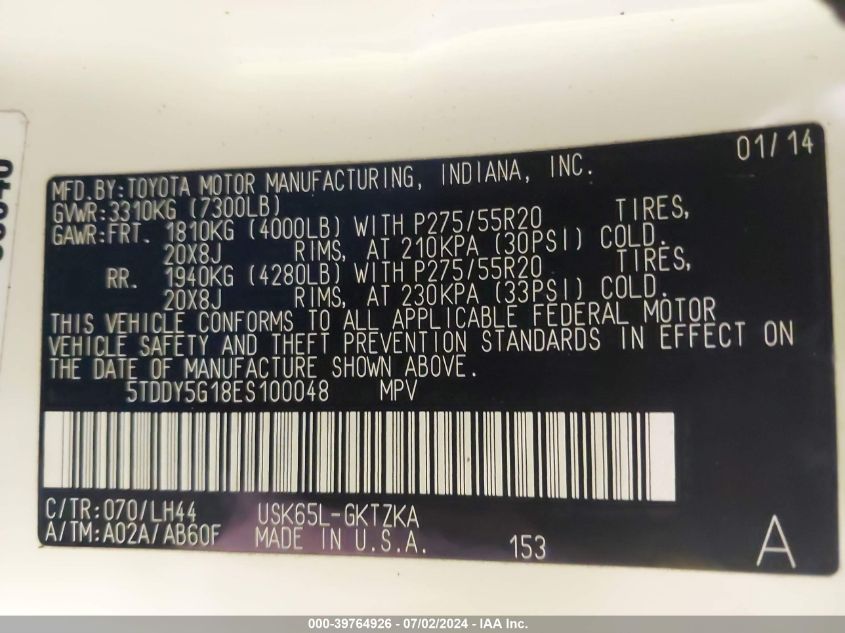 01/14
MFD.BY:TOYOTA MOTOR MANUFACTURING, INDIANA, INC.
GVWR:3310KG (7300LB)
GAWR:FRT. 1810KG (4000LB) WITH P275/55R20 TIRES,
20X8J RIMS, AT 210KPA (30PSI) COLD.
RR. 1940KG (4280LB) WITH P275/55R20 TIRES,
20X8J RIMS, AT 230KPA (33PSI) COLD.
THIS VEHICLE CONFORMS TO ALL APPLICABLE FEDERAL MOTOR
VEHICLE SAFETY AND THEFT PREVENTION STANDARDS IN EFFECT ON
THE DATE OF MANUFACTURE SHOWN ABOVE.
5TDDY5G18ES100048 MPV
C/TR:070/LH44 USK65L-GKTZKA
A/TM:A02A/AB60F MADE IN U.S.A. 153 A
000-39764926 - 07/02/2024 - IAA Inc.